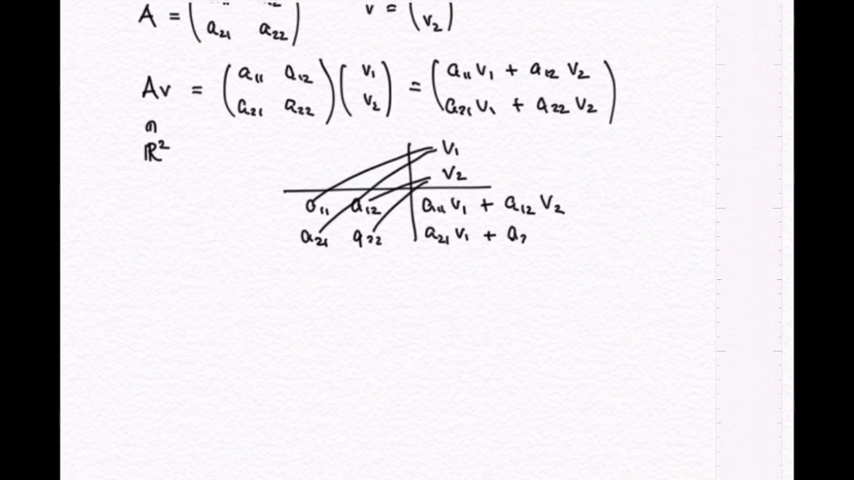 A = ( a₂₁ a₂₂ ) v = ( v₂ )
Av = ( a₁₁ a₁₂ a₂₁ a₂₂ ) ( v₁ v₂ ) = ( a₁₁ v₁ + a₁₂ v₂ a₂₁ v₁ + a₂₂ v₂ )
∩
ℝ²
v₁
v₂
a₁₁ a₁₂ a₁₁ v₁ + a₁₂ v₂
a₂₁ a₂₂ a₂₁ v₁ + a₂